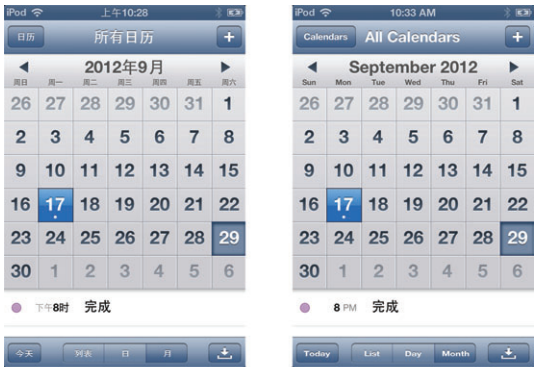 iPod 上午10:28
日历 所有日历 +
2012年9月
周日 周一 周二 周三 周四 周五 周六
26 27 28 29 30 31 1
2 3 4 5 6 7 8
9 10 11 12 13 14 15
16 17 18 19 20 21 22
23 24 25 26 27 28 29
30 1 2 3 4 5 6
下午8时 完成
今天 列表 日 月
iPod 10:33 AM
Calendars All Calendars +
September 2012
Sun Mon Tue Wed Thu Fri Sat
26 27 28 29 30 31 1
2 3 4 5 6 7 8
9 10 11 12 13 14 15
16 17 18 19 20 21 22
23 24 25 26 27 28 29
30 1 2 3 4 5 6
8 PM 完成
Today List Day Month